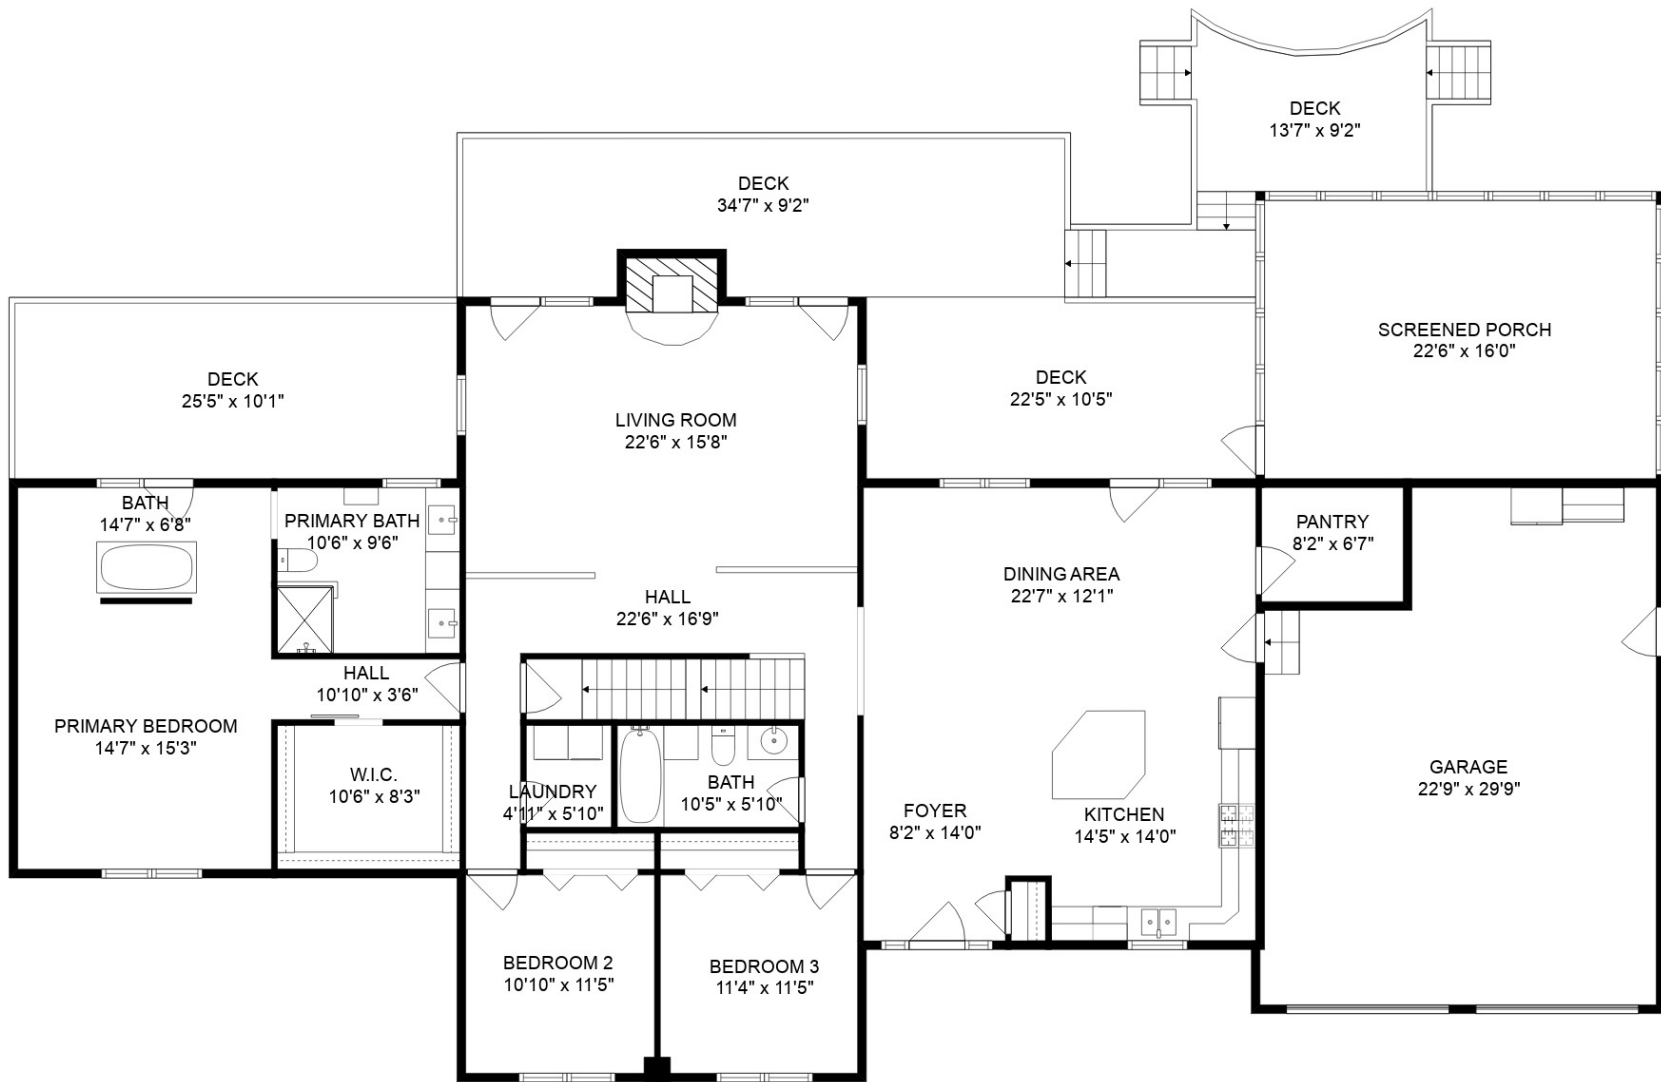 DECK
13'7" x 9'2"
DECK
34'7" x 9'2"
SCREENED PORCH
22'6" x 16'0"
DECK
25'5" x 10'1"
DECK
22'5" x 10'5"
LIVING ROOM
22'6" x 15'8"
BATH
14'7" x 6'8"
PRIMARY BATH
10'6" x 9'6"
PANTRY
8'2" x 6'7"
DINING AREA
22'7" x 12'1"
HALL
22'6" x 16'9"
HALL
10'10" x 3'6"
PRIMARY BEDROOM
14'7" x 15'3"
W.I.C.
10'6" x 8'3"
LAUNDRY
4'11" x 5'10"
BATH
10'5" x 5'10"
FOYER
8'2" x 14'0"
KITCHEN
14'5" x 14'0"
GARAGE
22'9" x 29'9"
BEDROOM 2
10'10" x 11'5"
BEDROOM 3
11'4" x 11'5"